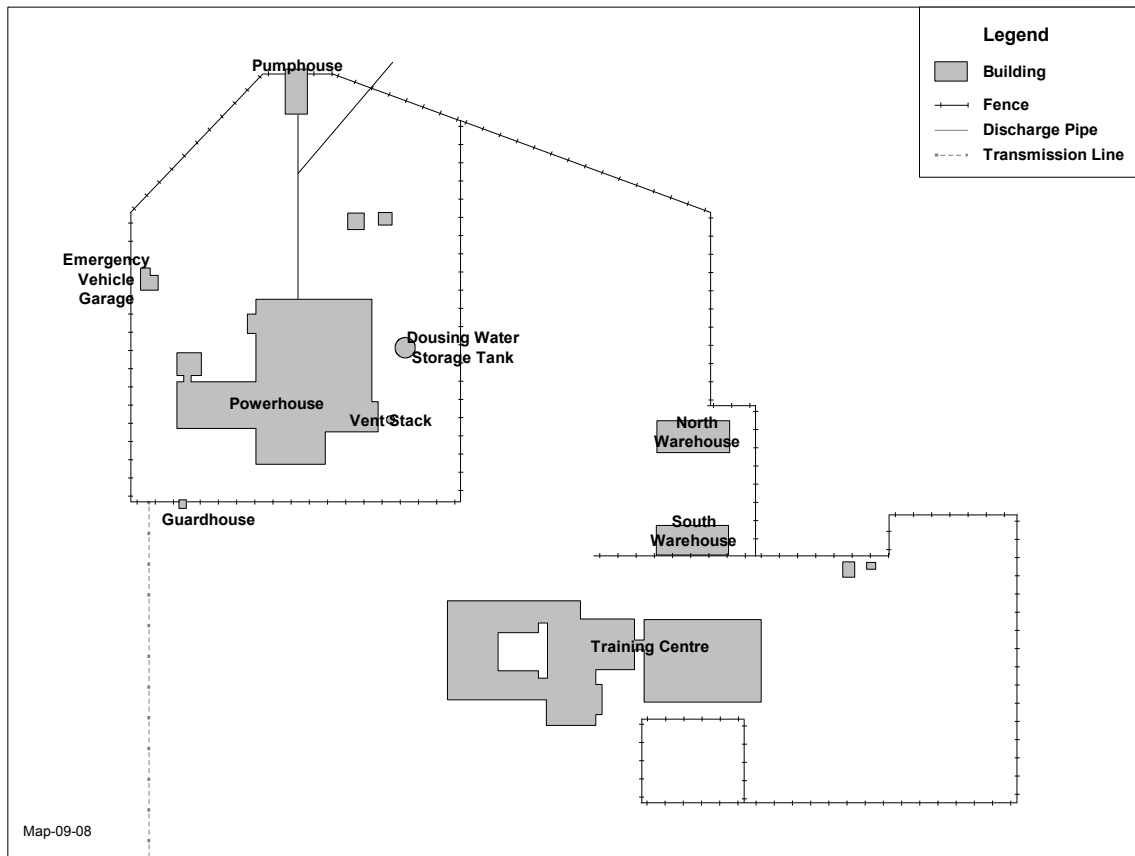 Legend
Building
Fence
Discharge Pipe
Transmission Line
Pumphouse
Emergency
Vehicle
Garage
Dousing Water
Storage Tank
Powerhouse
Vent Stack
Guardhouse
North
Warehouse
South
Warehouse
Training Centre
Map-09-08